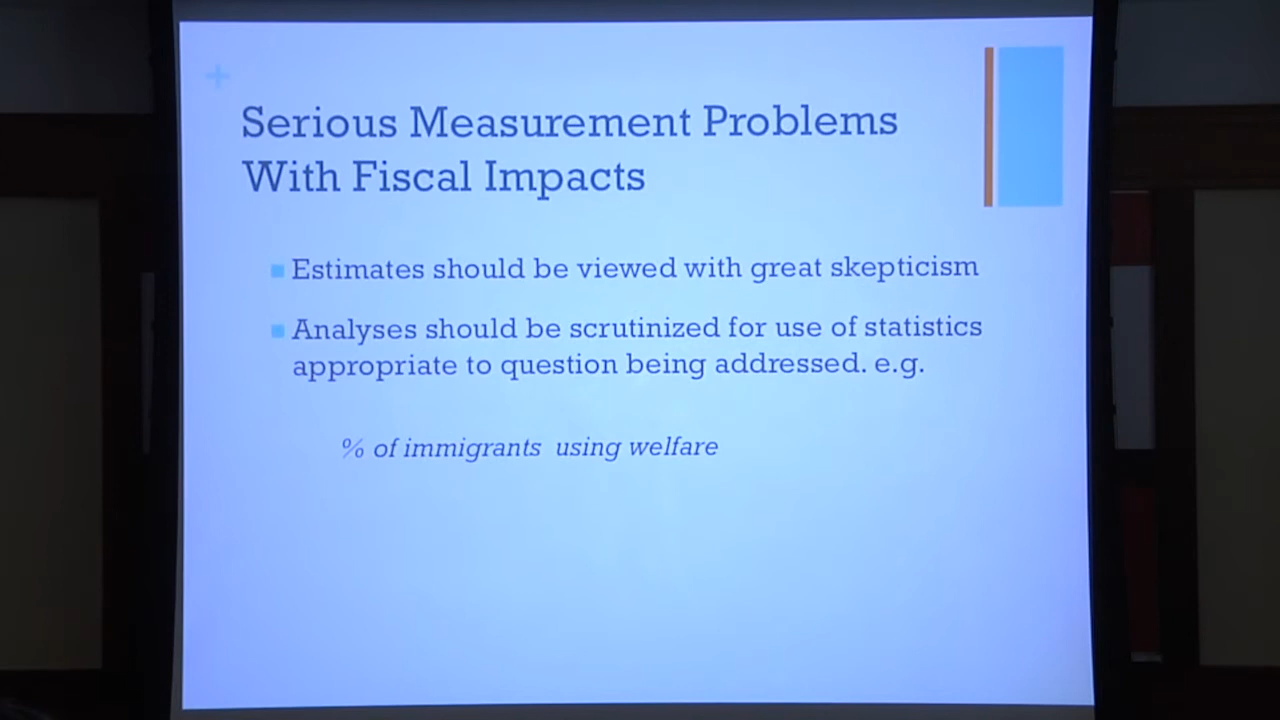 +
Serious Measurement Problems
With Fiscal Impacts
Estimates should be viewed with great skepticism
Analyses should be scrutinized for use of statistics
appropriate to question being addressed. e.g.
% of immigrants using welfare